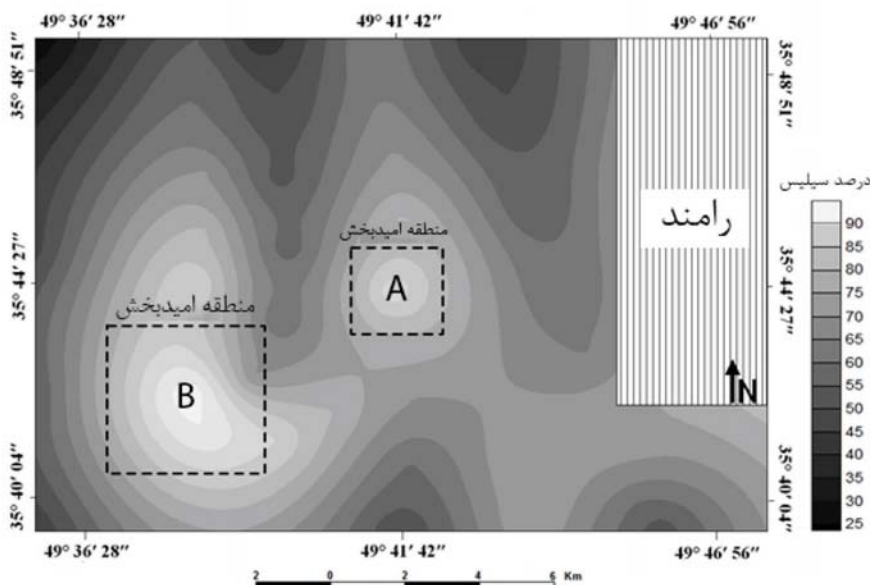 49° 36′ 28″
49° 41′ 42″
49° 46′ 56″
35° 48′ 51″
35° 48′ 51″
درصد سیلیس
90
85
80
75
70
65
60
55
50
45
40
35
30
25
رامند
منطقه امیدبخش
A
35° 44′ 27″
35° 44′ 27″
منطقه امیدبخش
B
N
35° 40′ 04″
35° 40′ 04″
49° 36′ 28″
49° 41′ 42″
49° 46′ 56″
2 0 2 4 6 Km